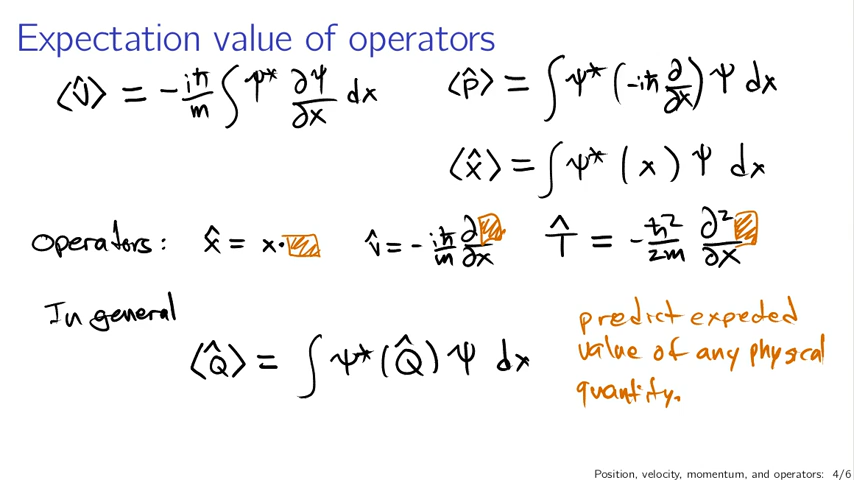 Expectation value of operators
⟨v̂⟩ = -iħ/m ∫ Ψ* ∂Ψ/∂x dx
⟨p̂⟩ = ∫ Ψ* (-iħ ∂/∂x) Ψ dx
⟨x̂⟩ = ∫ Ψ* (x) Ψ dx
operators: x̂ = x· v̂ = - iħ/m ∂/∂x T̂ = - ħ²/2m ∂²/∂x
In general
⟨Q̂⟩ = ∫ Ψ* (Q̂) Ψ dx
predict expected
value of any physical
quantity.
Position, velocity, momentum, and operators: 4/6